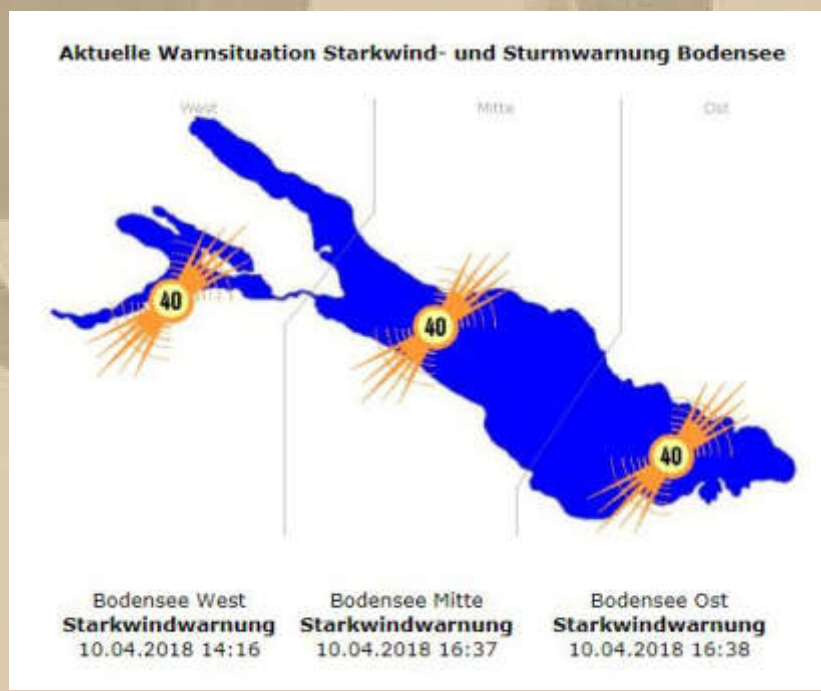 Aktuelle Warnsituation Starkwind- und Sturmwarnung Bodensee
West Mitte Ost
40
40
40
Bodensee West
Starkwindwarnung
10.04.2018 14:16
Bodensee Mitte
Starkwindwarnung
10.04.2018 16:37
Bodensee Ost
Starkwindwarnung
10.04.2018 16:38